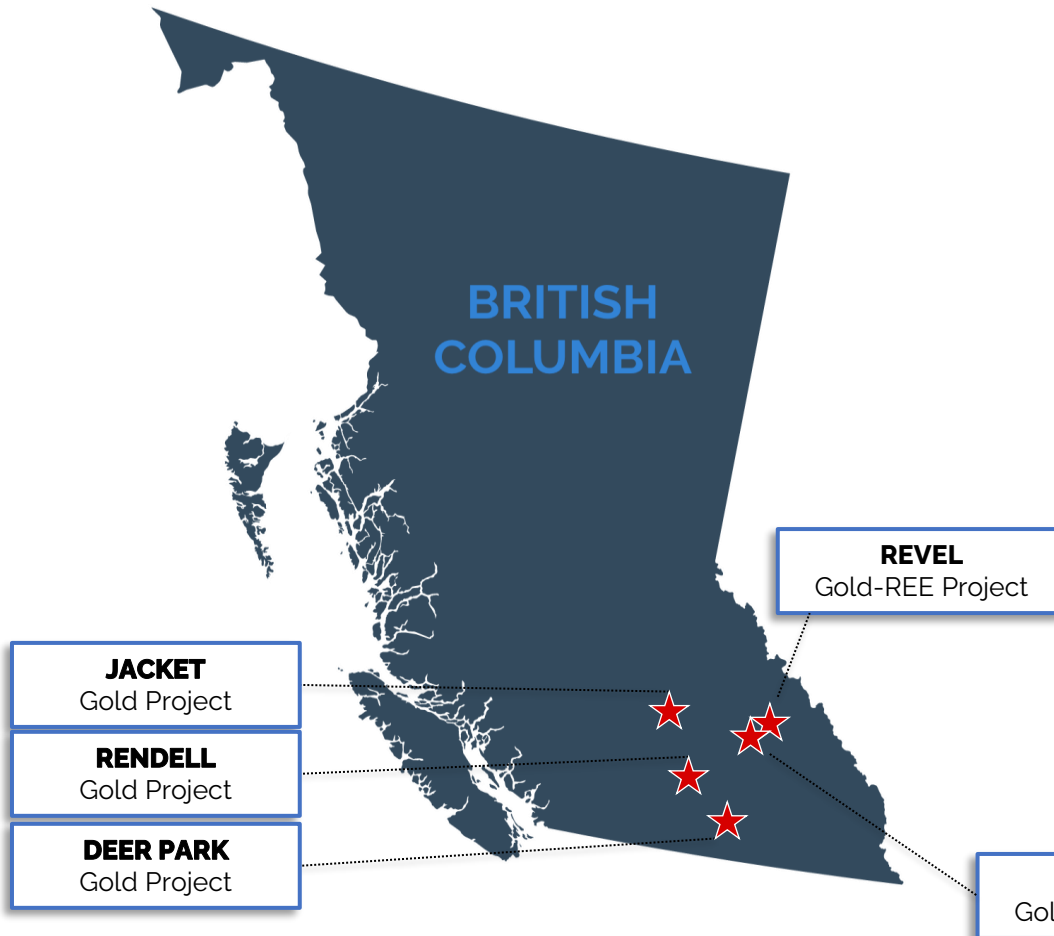 BRITISH
COLUMBIA
REVEL
Gold-REE Project
JACKET
Gold Project
RENDELL
Gold Project
DEER PARK
Gold Project